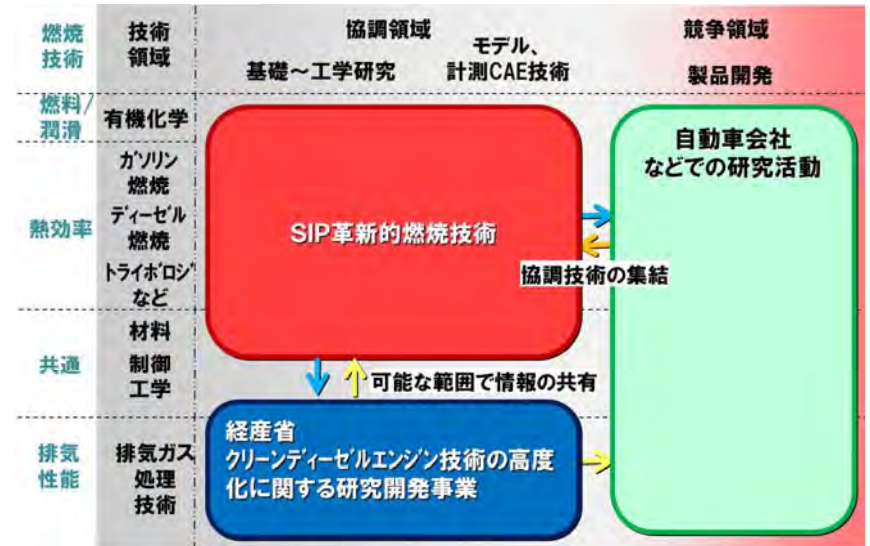 燃焼
技術
技術
領域
協調領域
基礎～工学研究
モデル、
計測CAE技術
競争領域
製品開発
燃料/
潤滑
有機化学
熱効率
ガソリン
燃焼
ディーゼル
燃焼
トライボロジ
など
共通
材料
制御
工学
排気
性能
排気ガス
処理
技術
SIP革新的燃焼技術
自動車会社
などでの研究活動
協調技術の集結
可能な範囲で情報の共有
経産省
クリーンディーゼルエンジン技術の高度
化に関する研究開発事業